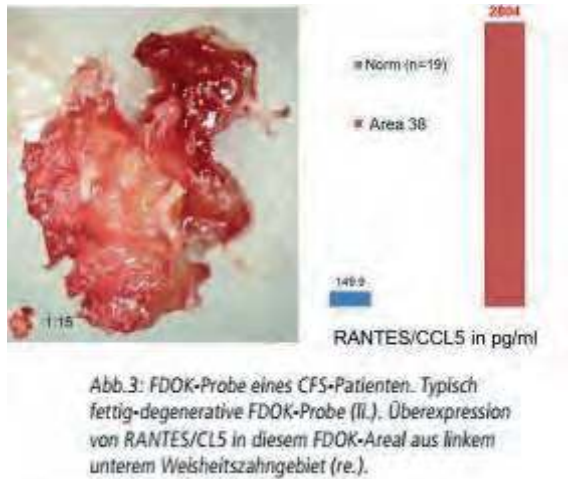 2804
Norm (n=19)
Area 38
149.9
1:15
RANTES/CCL5 in pg/ml
Abb.3: FDOK-Probe eines CFS-Patienten. Typisch
fettig-degenerative FDOK-Probe (li.). Überexpression
von RANTES/CL5 in diesem FDOK-Areal aus linkem
unterem Weisheitszahngebiet (re.).